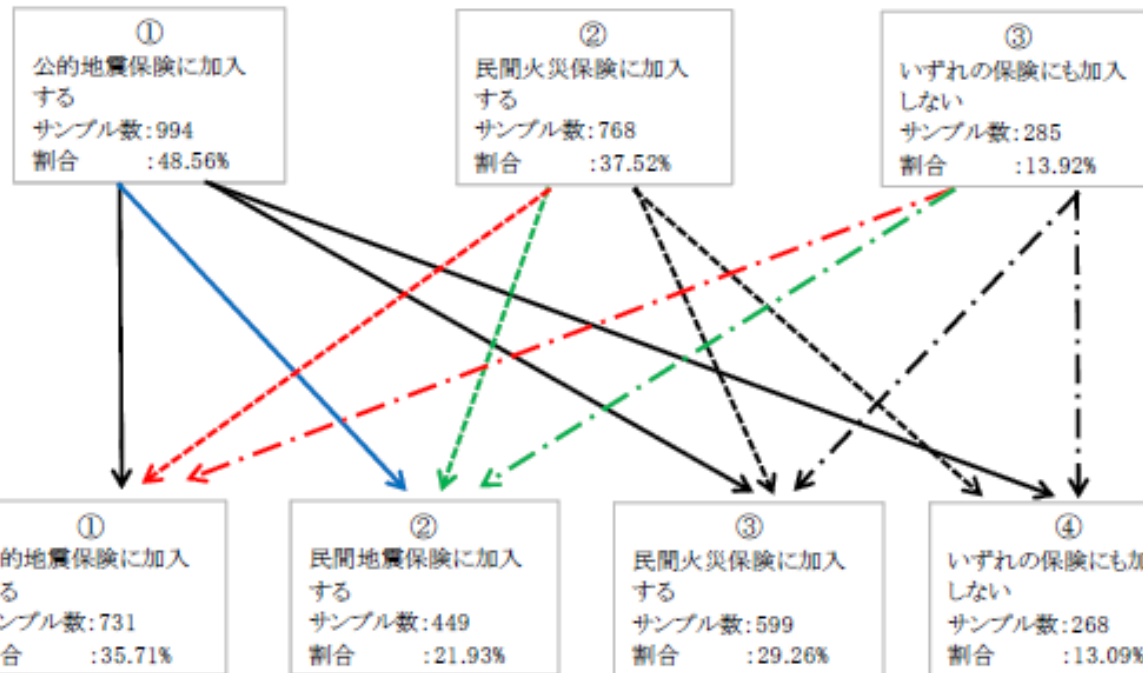 ①
公的地震保険に加入
する
サンプル数:994
割合 :48.56%
②
民間火災保険に加入
する
サンプル数:768
割合 :37.52%
③
いずれの保険にも加入
しない
サンプル数:285
割合 :13.92%
①
的地震保険に加入
る
ンプル数:731
合 :35.71%
②
民間地震保険に加入
する
サンプル数:449
割合 :21.93%
③
民間火災保険に加入
する
サンプル数:599
割合 :29.26%
④
いずれの保険にも加
しない
サンプル数:268
割合 :13.09%